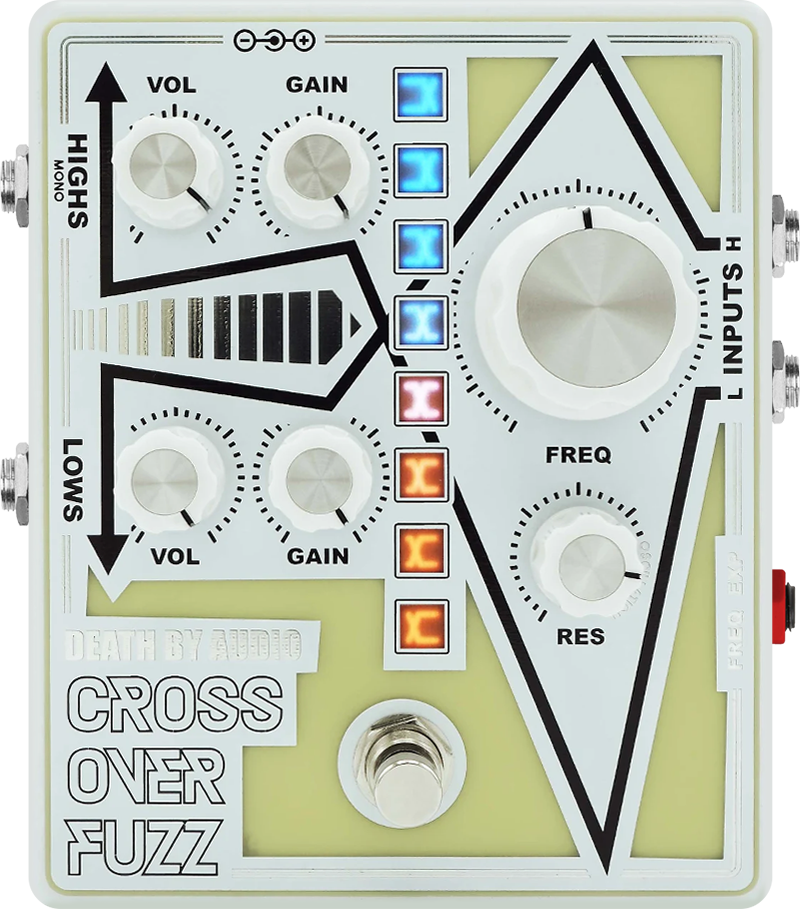 VOL
GAIN
HIGHS
MONO
INPUTS
H
L
FREQ
LOWS
VOL
GAIN
RES
FREQ EXP
DEATH BY AUDIO
CROSS
OVER
FUZZ